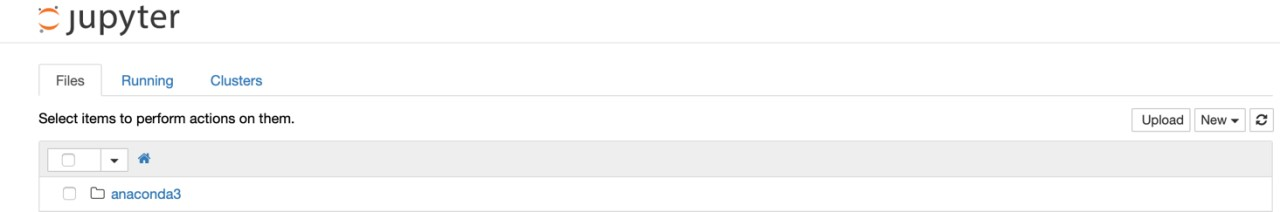 jupyter
Files Running Clusters
Select items to perform actions on them.
Upload New
anaconda3